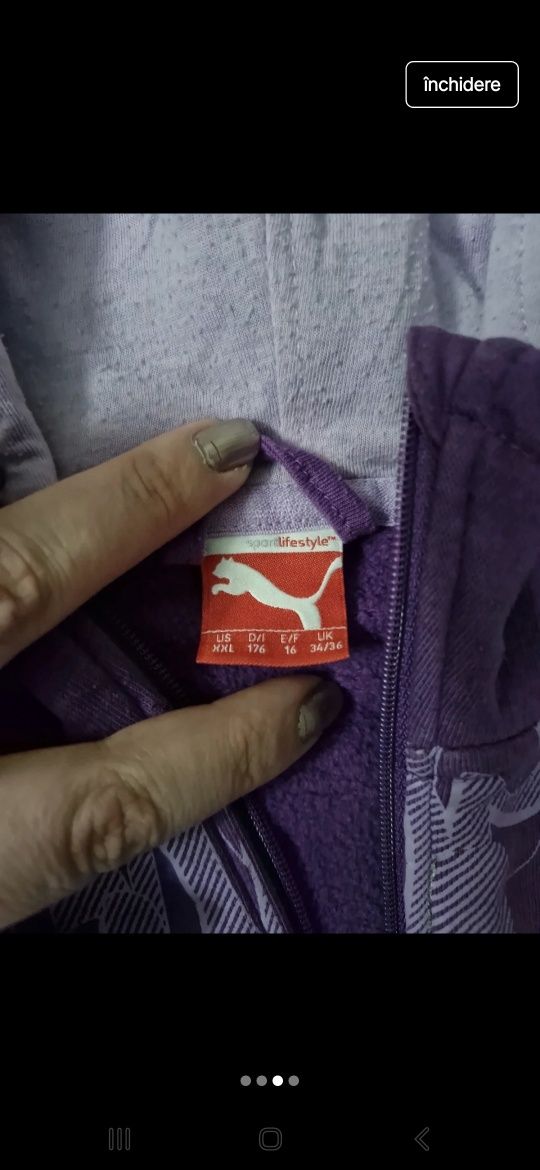 închidere
sportlifestyle™
US D/I E/F UK
XXL 176 16 34/36